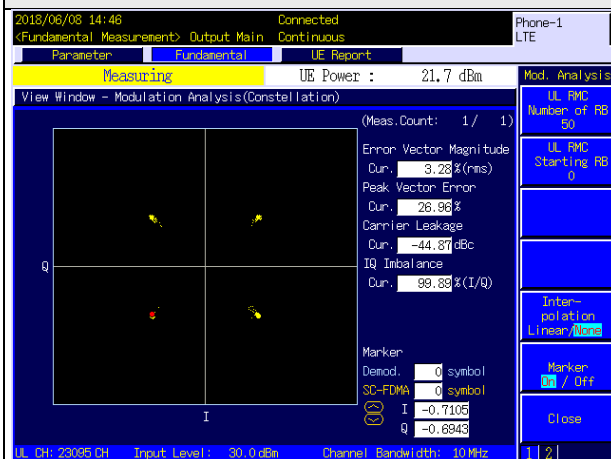 2018/06/08 14:46 Connected Phone-1
<Fundamental Measurement> Output Main Continuous LTE
Parameter Fundamental UE Report
Measuring UE Power : 21.7 dBm Mod. Analysis
View Window - Modulation Analysis(Constellation)
UL RMC
Number of RB
50
(Meas.Count: 1/ 1)
Error Vector Magnitude
Cur. 3.28 %(rms)
Peak Vector Error
Cur. 26.96 %
Carrier Leakage
Cur. -44.87 dBc
IQ Imbalance
Cur. 99.89 %(I/Q)
UL RMC
Starting RB
0
Q
I
Inter-
polation
Linear/None
Marker
Demod. 0 symbol
SC-FDMA 0 symbol
I -0.7105
Q -0.6943
Marker
On / Off
Close
UL CH: 23095 CH Input Level: 30.0 dBm Channel Bandwidth: 10 MHz 1 2